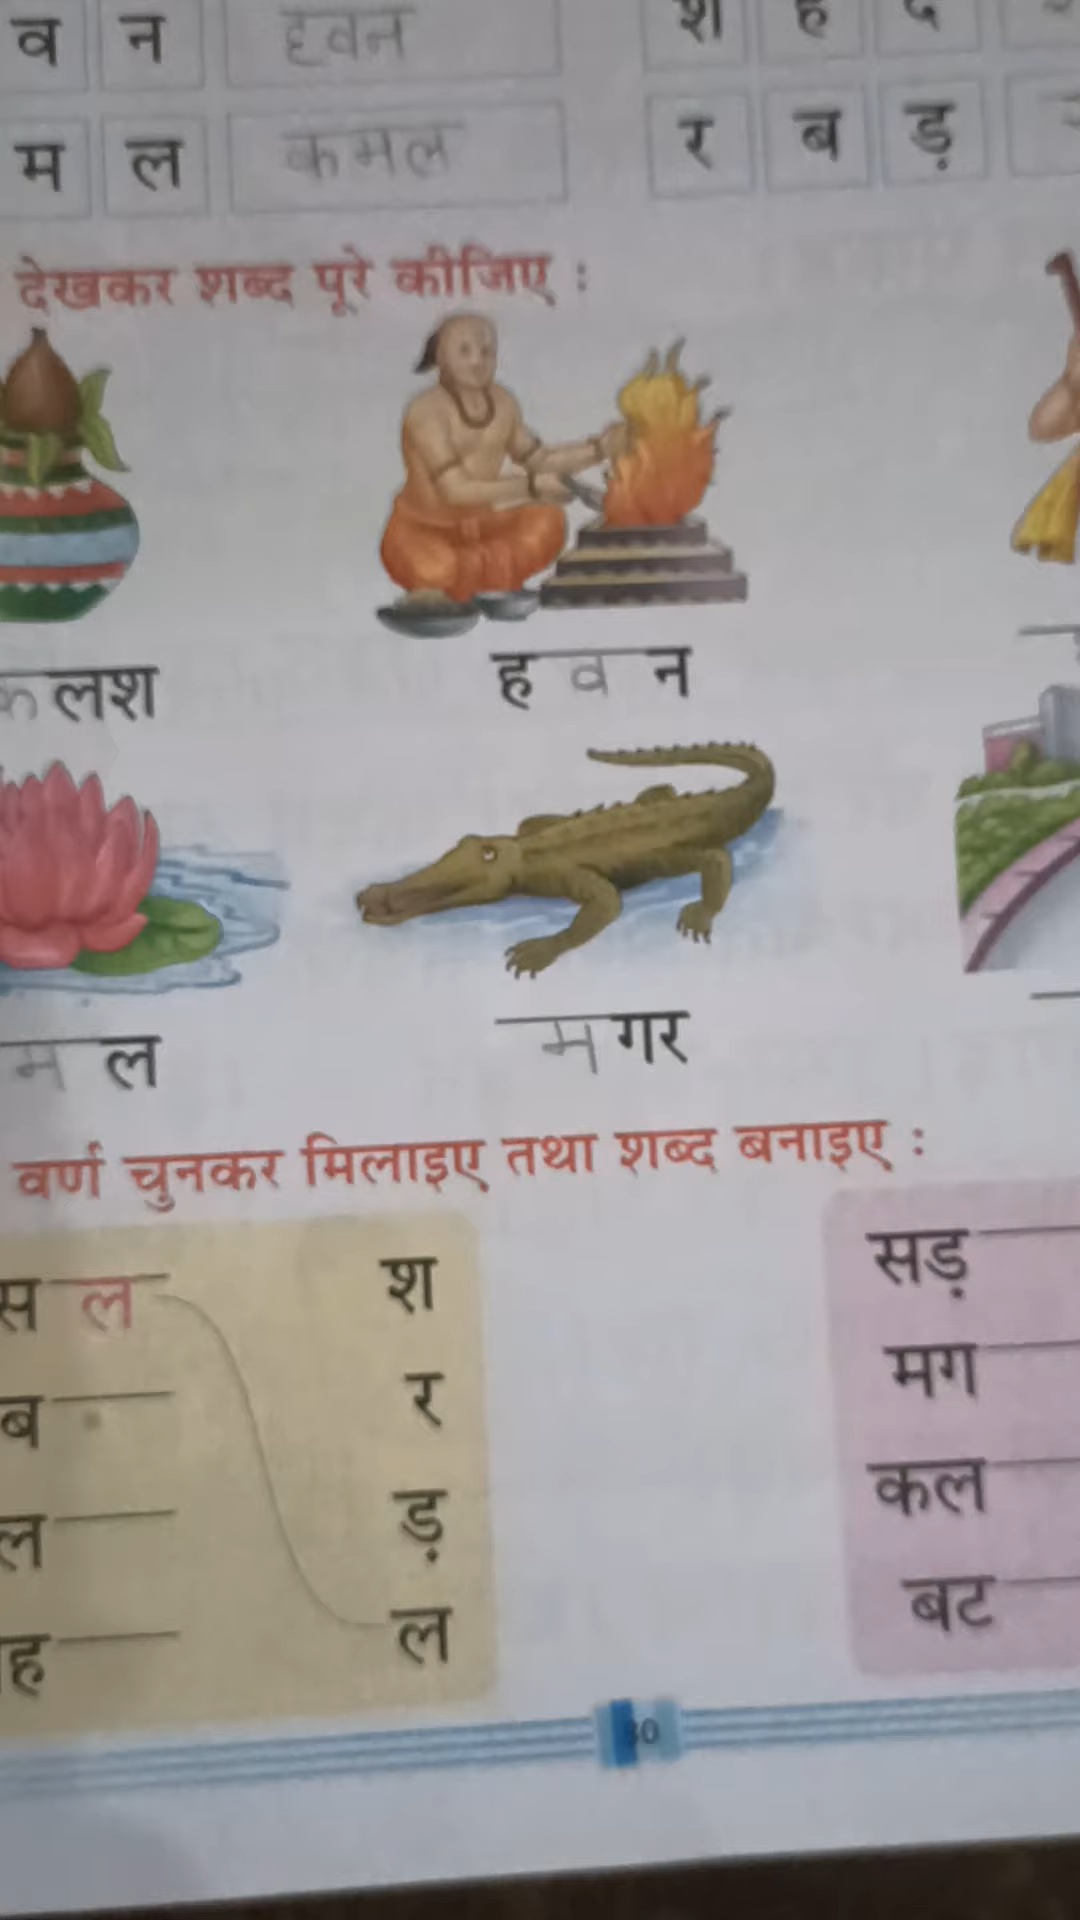 व न हवन श ह द
म ल कमल र ब ड़
देखकर शब्द पूरे कीजिए :
कलश ह व न
म ल मगर
वर्ण चुनकर मिलाइए तथा शब्द बनाइए :
स ल श सड़
ब र मग
ल ड़ कल
ह ल बट